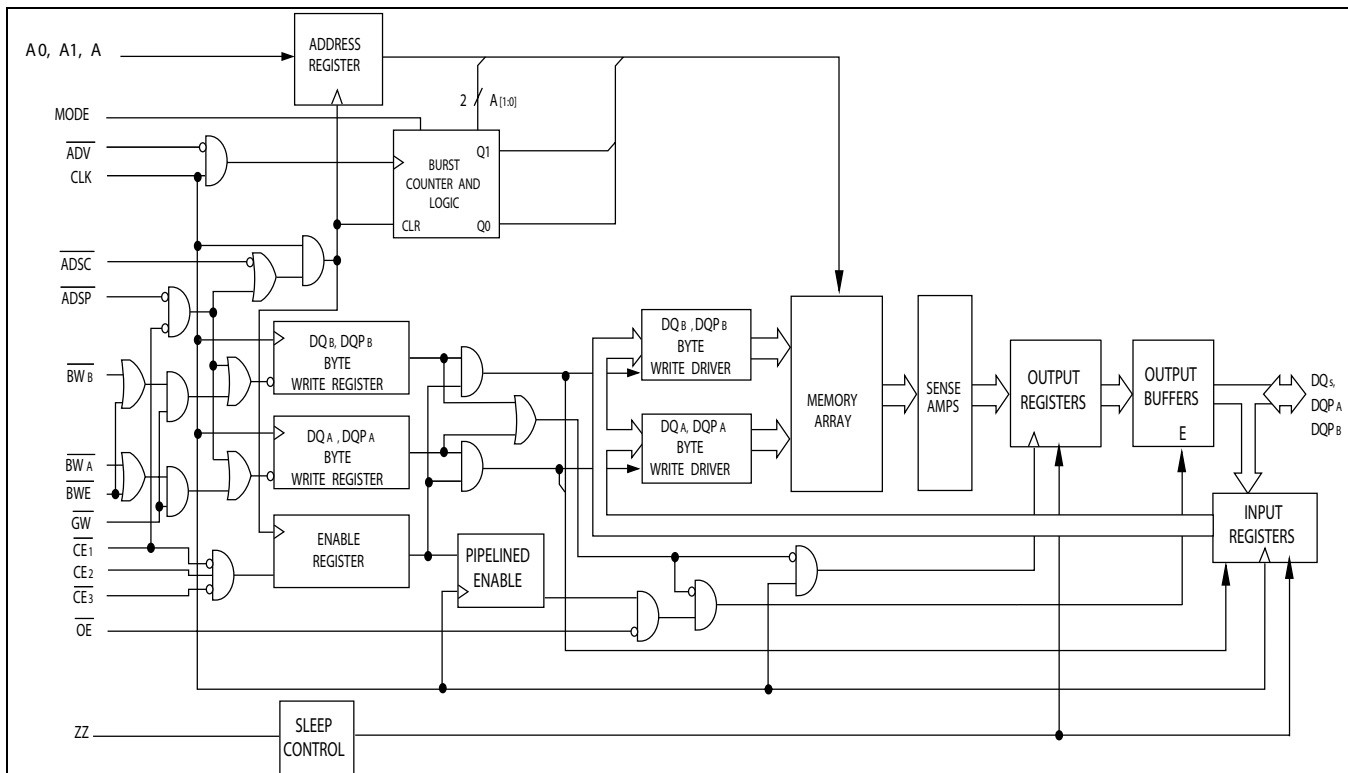 A0, A1, A
ADDRESS
REGISTER
MODE
2
A[1:0]
ADV
CLK
BURST
COUNTER AND
LOGIC
Q1
CLR
Q0
ADSC
ADSP
DQB, DQPB
BYTE
WRITE REGISTER
DQB, DQPB
BYTE
WRITE DRIVER
MEMORY
ARRAY
SENSE
AMPS
OUTPUT
REGISTERS
OUTPUT
BUFFERS
E
DQs,
DQPA
DQPB
BWB
DQA, DQPA
BYTE
WRITE REGISTER
DQA, DQPA
BYTE
WRITE DRIVER
BWA
BWE
GW
CE1
CE2
CE3
ENABLE
REGISTER
PIPELINED
ENABLE
INPUT
REGISTERS
OE
ZZ
SLEEP
CONTROL